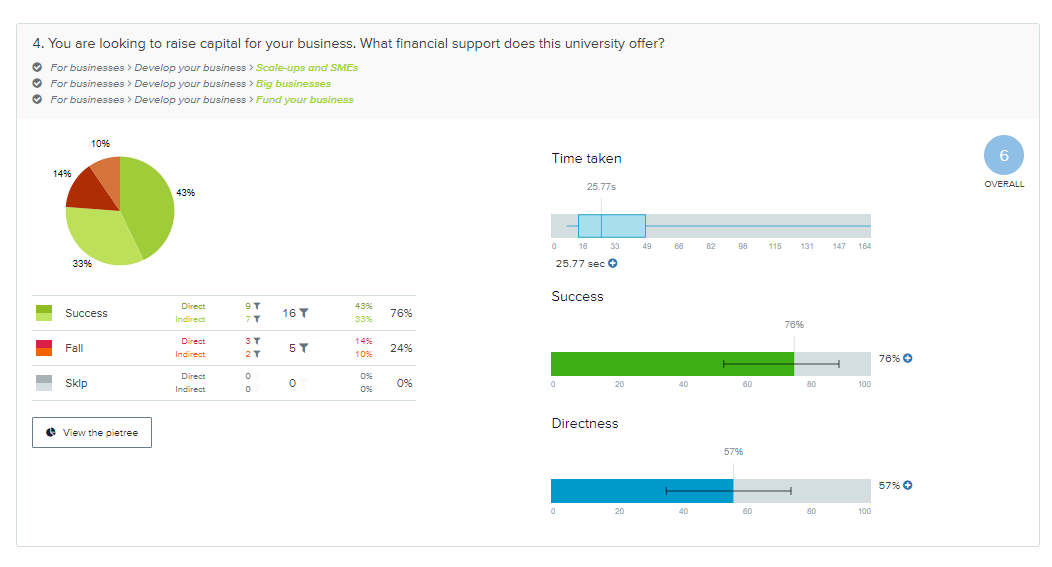 4. You are looking to raise capital for your business. What financial support does this university offer?
For businesses > Develop your business > Scale-ups and SMEs
For businesses > Develop your business > Big businesses
For businesses > Develop your business > Fund your business
10%
14%
43%
33%
Success Direct 9 16 43% 76%
Indirect 7 33%
Fail Direct 3 5 14% 24%
Indirect 2 10%
Skip Direct 0 0 0% 0%
Indirect 0 0%
View the pietree
Time taken
25.77s
0 16 33 49 66 82 98 115 131 147 164
25.77 sec
Success
76%
76%
0 20 40 60 80 100
Directness
57%
57%
0 20 40 60 80 100
6
OVERALL